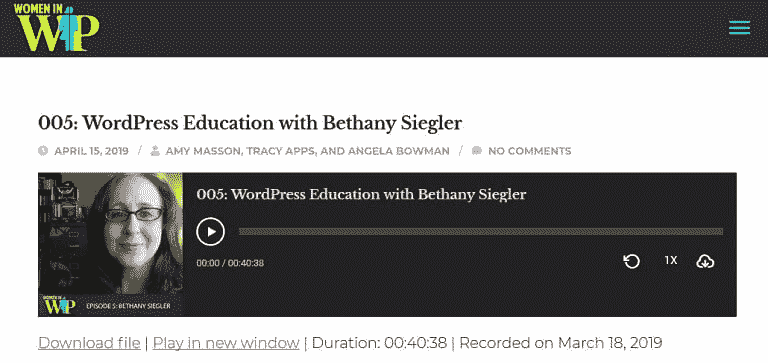 WOMEN IN
WP
005: WordPress Education with Bethany Siegler
APRIL 15, 2019 / AMY MASSON, TRACY APPS, AND ANGELA BOWMAN / NO COMMENTS
005: WordPress Education with Bethany Siegler
00:00 / 00:40:38
1X
WOMEN IN
WP EPISODE 5: BETHANY SIEGLER
Download file | Play in new window | Duration: 00:40:38 | Recorded on March 18, 2019